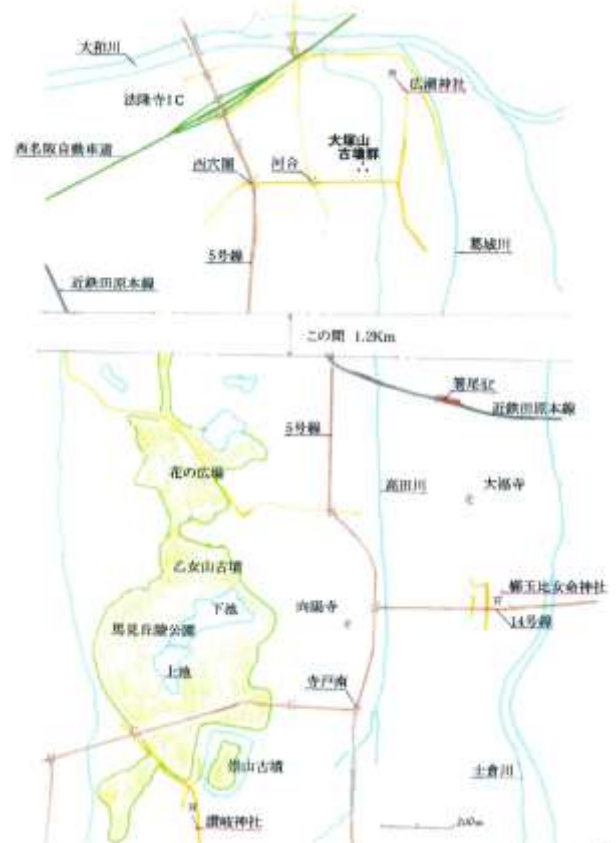 大和川
法隆寺IC
広瀬神社
大塚山
古墳群
西名阪自動車道
西穴闇
河合
葛城川
5号線
近鉄田原本線
この間 1.2Km
箸尾駅
近鉄田原本線
5号線
花の広場
高田川
大福寺
乙女山古墳
櫛玉比女命神社
下池
向陽寺
14号線
馬見丘陵公園
上池
寺戸南
巣山古墳
土倉川
讃岐神社
200m